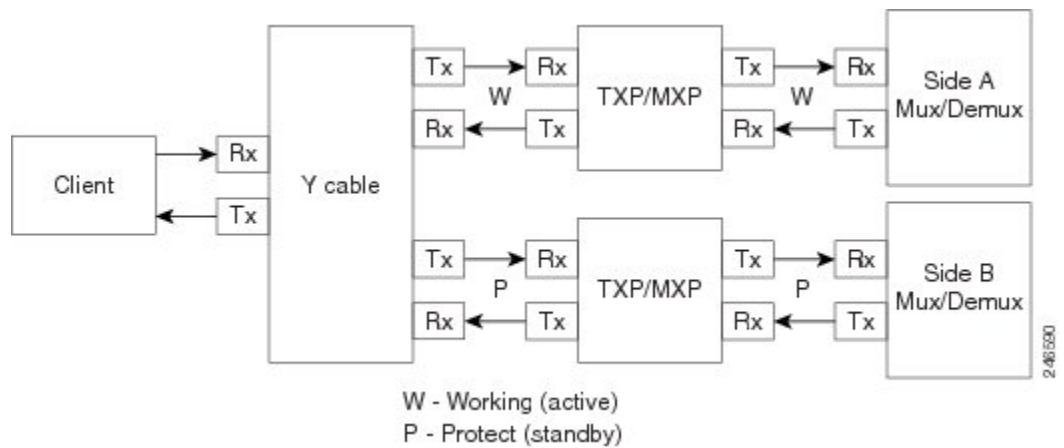 Tx
Rx
Tx
Rx
W
TXP/MXP
W
Side A
Mux/Demux
Rx
Tx
Rx
Tx
Client
Rx
Tx
Y cable
Tx
Rx
Tx
Rx
P
TXP/MXP
P
Side B
Mux/Demux
Rx
Tx
Rx
Tx
W - Working (active)
P - Protect (standby)
246590